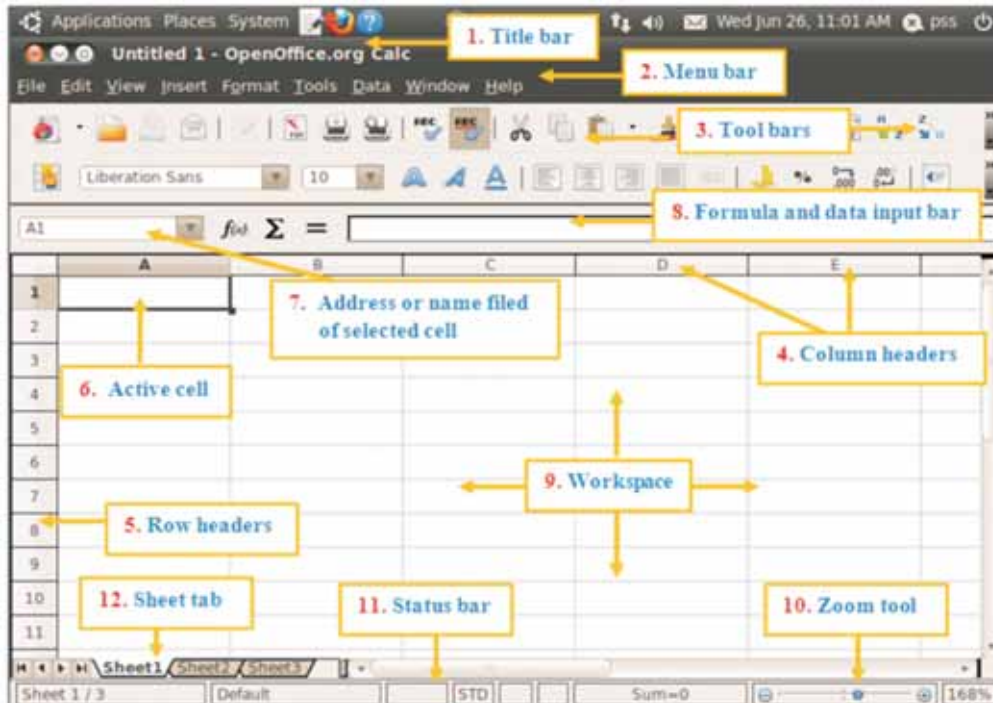 Applications Places System
Wed Jun 26, 11:01 AM pss
1. Title bar
Untitled 1 - OpenOffice.org Calc
2. Menu bar
File Edit View Insert Format Tools Data Window Help
3. Tool bars
Liberation Sans 10
8. Formula and data input bar
A1 f(x) Σ =
A B C D E
1
7. Address or name filed
of selected cell
2
3
4. Column headers
6. Active cell
4
5
6
9. Workspace
7
5. Row headers
8
9
12. Sheet tab 11. Status bar 10. Zoom tool
10
11
Sheet1 Sheet2 Sheet3
Sheet 1 / 3 Default STD Sum=0 168%